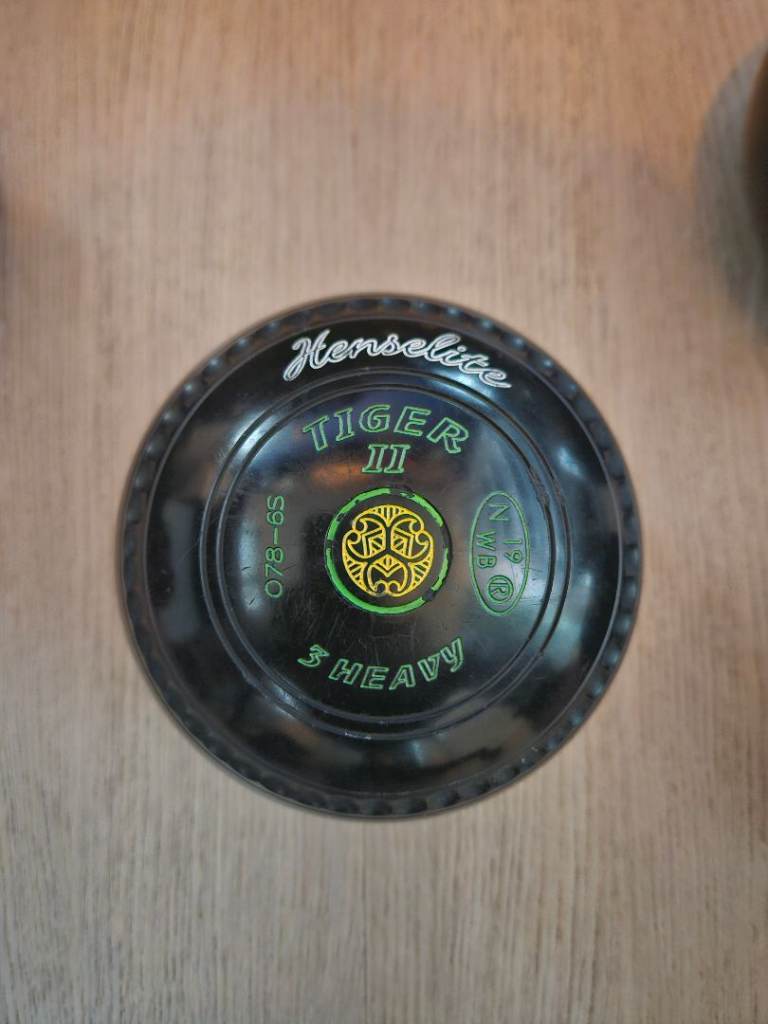 Henselite
TIGER
II
078-6S
N 19
WB R
3 HEAVY